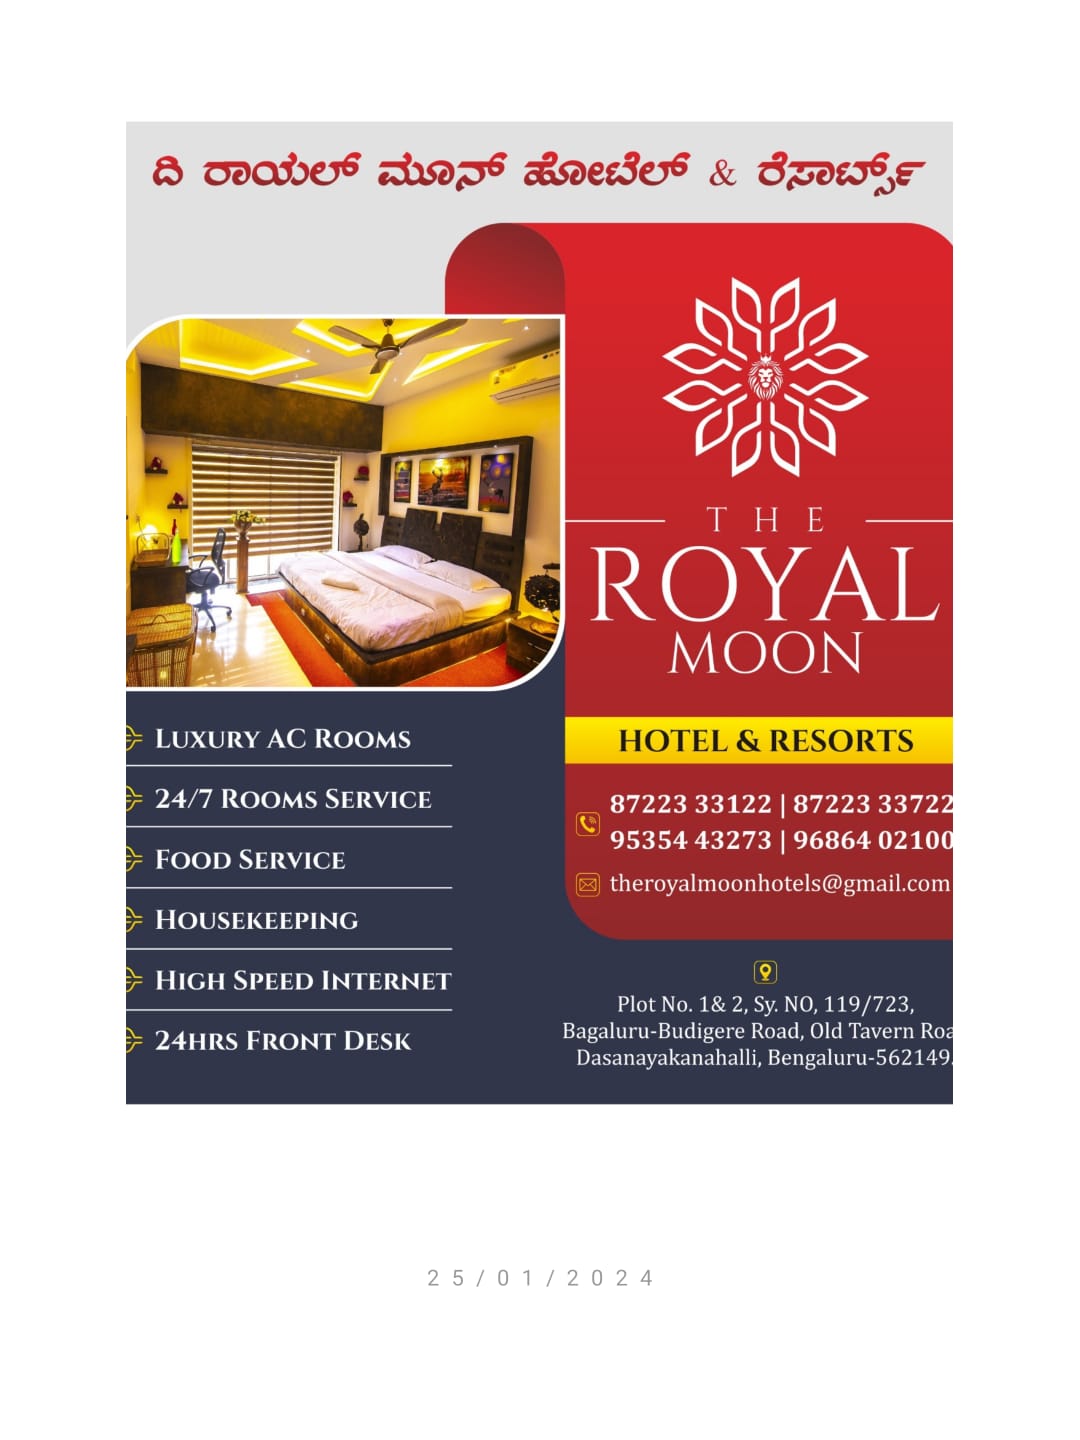 ದಿ ರಾಯಲ್ ಮೂನ್ ಹೋಟೆಲ್ & ರೆಸಾರ್ಟ್ಸ್
THE
ROYAL
MOON
HOTEL & RESORTS
LUXURY AC ROOMS
24/7 ROOMS SERVICE
FOOD SERVICE
HOUSEKEEPING
HIGH SPEED INTERNET
24HRS FRONT DESK
87223 33122 | 87223 33722
95354 43273 | 96864 02100
theroyalmoonhotels@gmail.com
Plot No. 1& 2, Sy. NO, 119/723,
Bagaluru-Budigere Road, Old Tavern Roa
Dasanayakanahalli, Bengaluru-562149.
25/01/2024